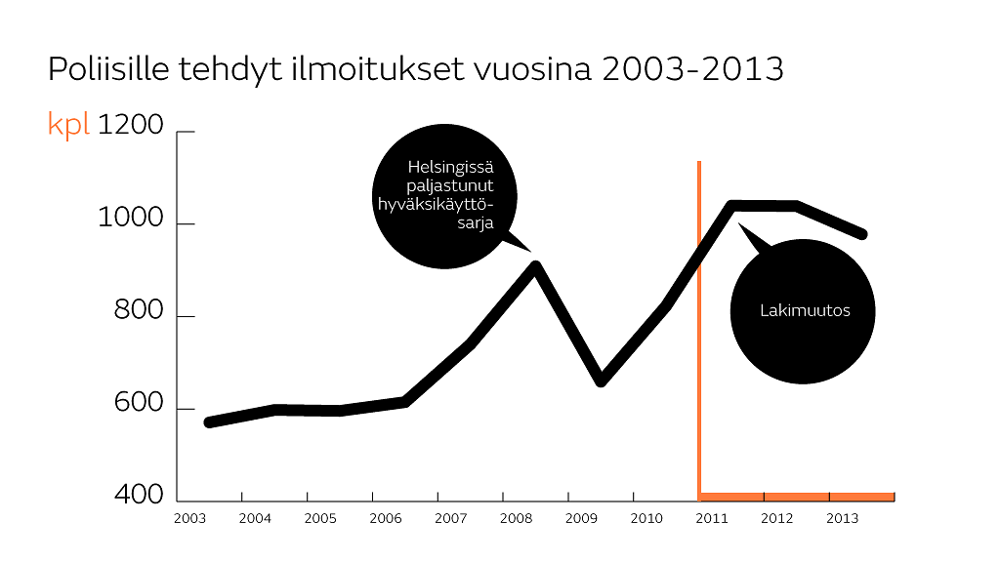 Poliisille tehdyt ilmoitukset vuosina 2003-2013
kpl 1200
1000
800
600
400
Helsingissä
paljastunut
hyväksikäyttö-
sarja
Lakimuutos
2003 2004 2005 2006 2007 2008 2009 2010 2011 2012 2013